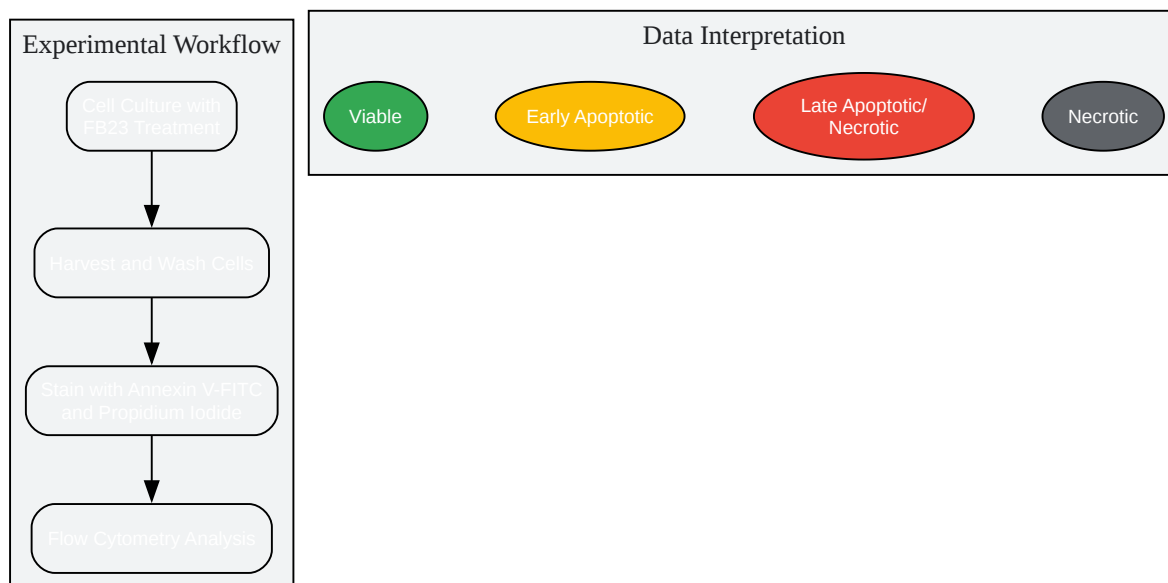 Experimental Workflow
Cell Culture with
FB23 Treatment
Harvest and Wash Cells
Stain with Annexin V-FITC
and Propidium Iodide
Flow Cytometry Analysis
Data Interpretation
Viable
Early Apoptotic
Late Apoptotic/
Necrotic
Necrotic